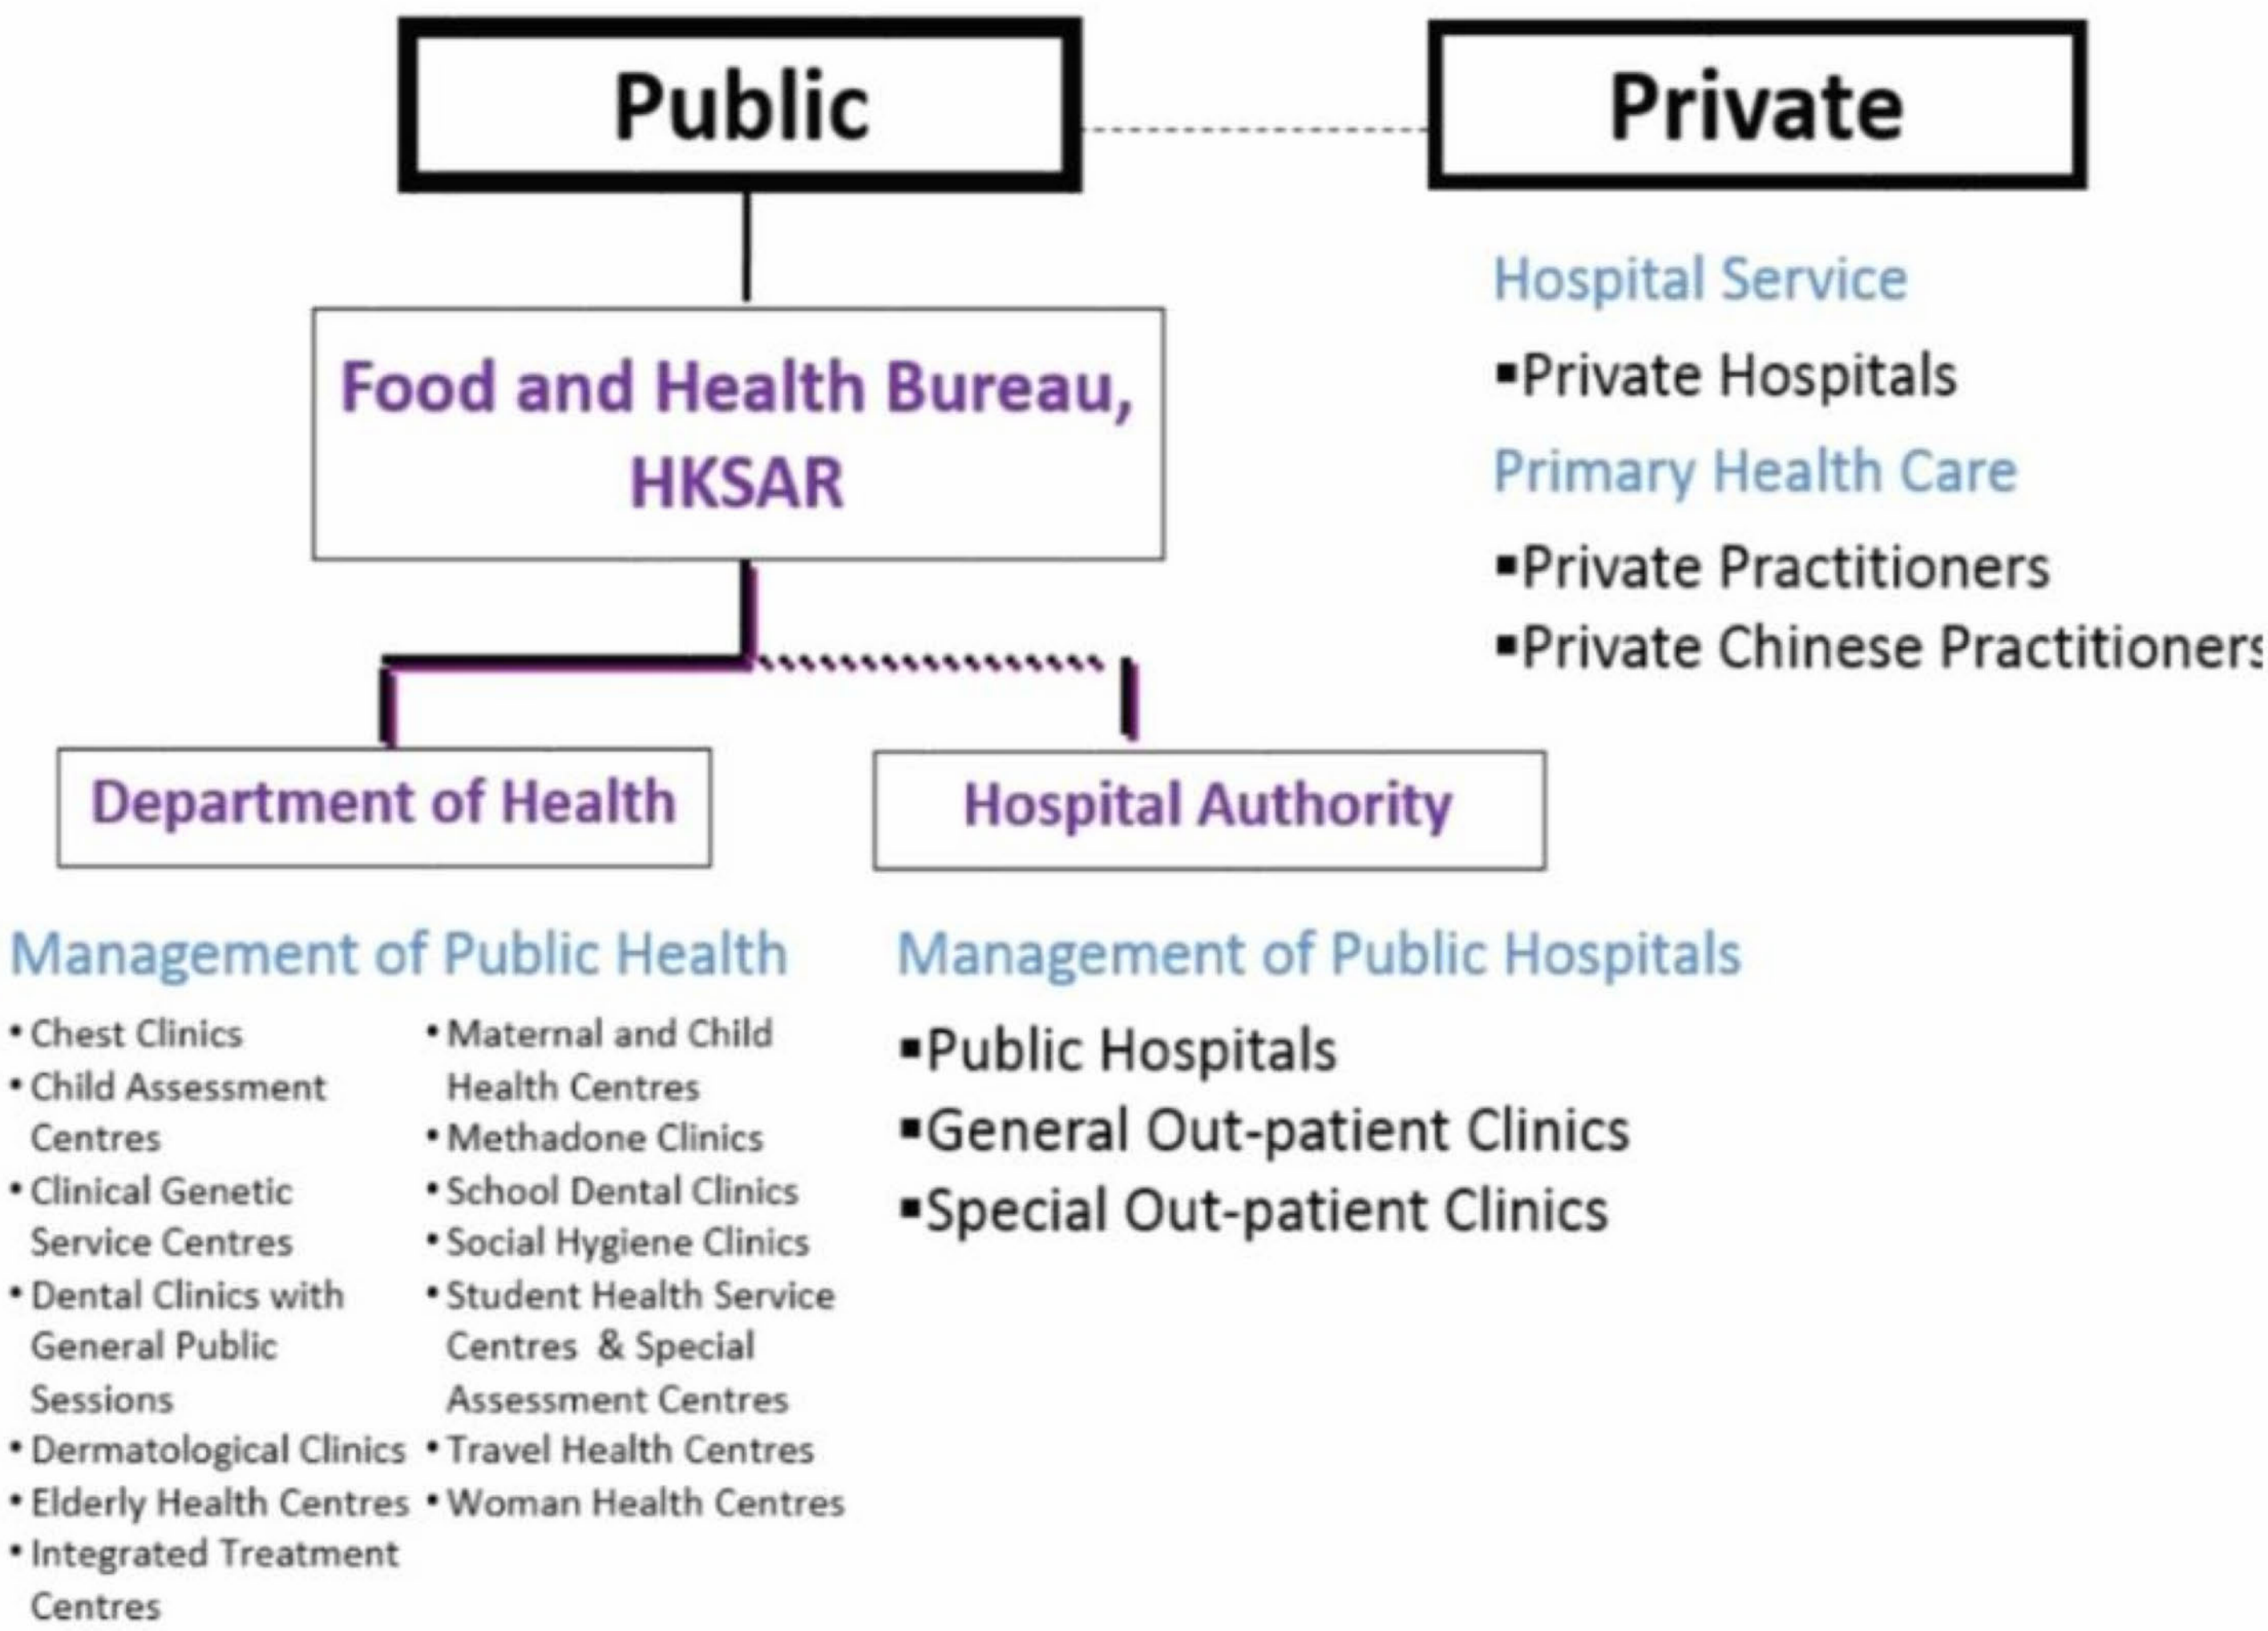 Public
Private
Food and Health Bureau,
HKSAR
Hospital Service
▪Private Hospitals
Primary Health Care
▪Private Practitioners
▪Private Chinese Practitioners
Department of Health
Hospital Authority
Management of Public Health
• Chest Clinics
• Child Assessment
Centres
• Clinical Genetic
Service Centres
• Dental Clinics with
General Public
Sessions
• Dermatological Clinics
• Elderly Health Centres
• Integrated Treatment
Centres
• Maternal and Child
Health Centres
• Methadone Clinics
• School Dental Clinics
• Social Hygiene Clinics
• Student Health Service
Centres & Special
Assessment Centres
• Travel Health Centres
• Woman Health Centres
Management of Public Hospitals
▪Public Hospitals
▪General Out-patient Clinics
▪Special Out-patient Clinics